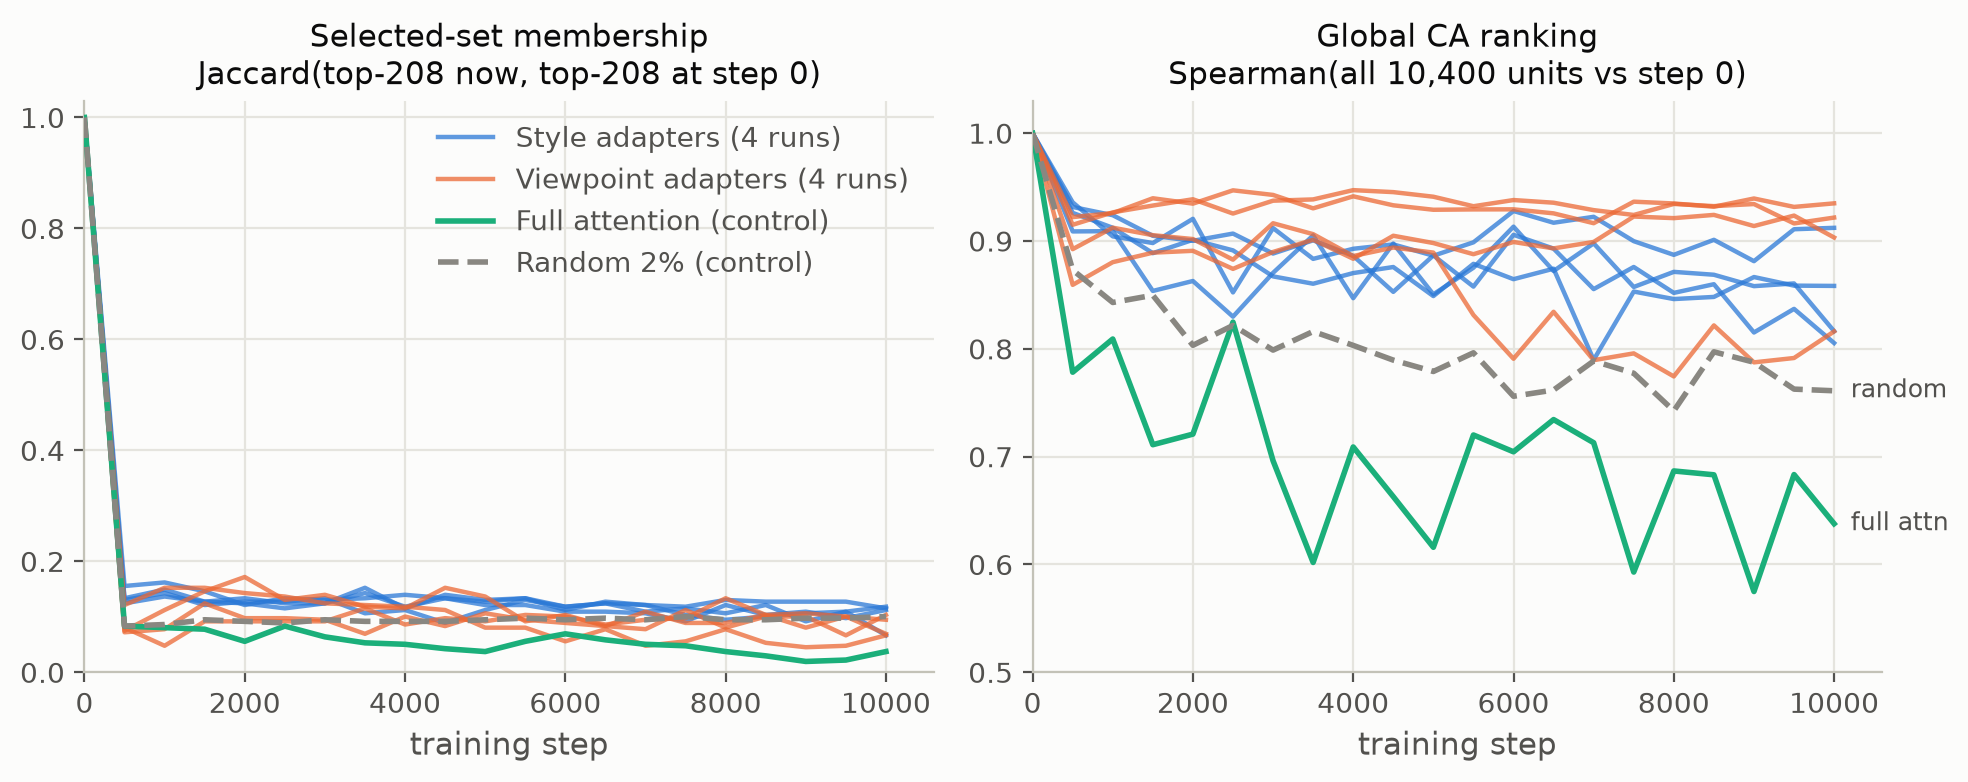 Selected-set membership
Jaccard(top-208 now, top-208 at step 0)
1.0
0.8
0.6
0.4
0.2
0.0
0
2000
4000
6000
8000
10000
training step
Style adapters (4 runs)
Viewpoint adapters (4 runs)
Full attention (control)
Random 2% (control)
Global CA ranking
Spearman(all 10,400 units vs step 0)
1.0
0.9
0.8
0.7
0.6
0.5
0
2000
4000
6000
8000
10000
training step
random
full attn